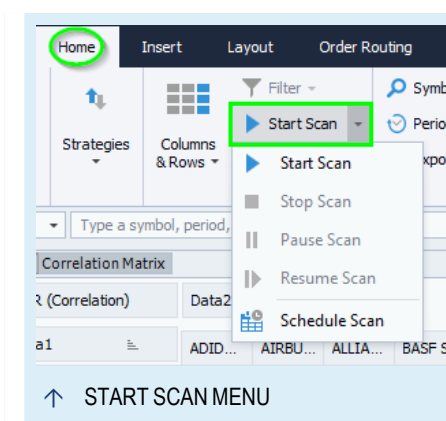 Home Insert Layout Order Routing
Filter
Start Scan
Strategies
Columns
& Rows
Start Scan
Type a symbol, period,
Stop Scan
Pause Scan
Correlation Matrix
Resume Scan
(Correlation) Data2
Schedule Scan
ADID... AIRBU... ALLIA... BASF
START SCAN MENU